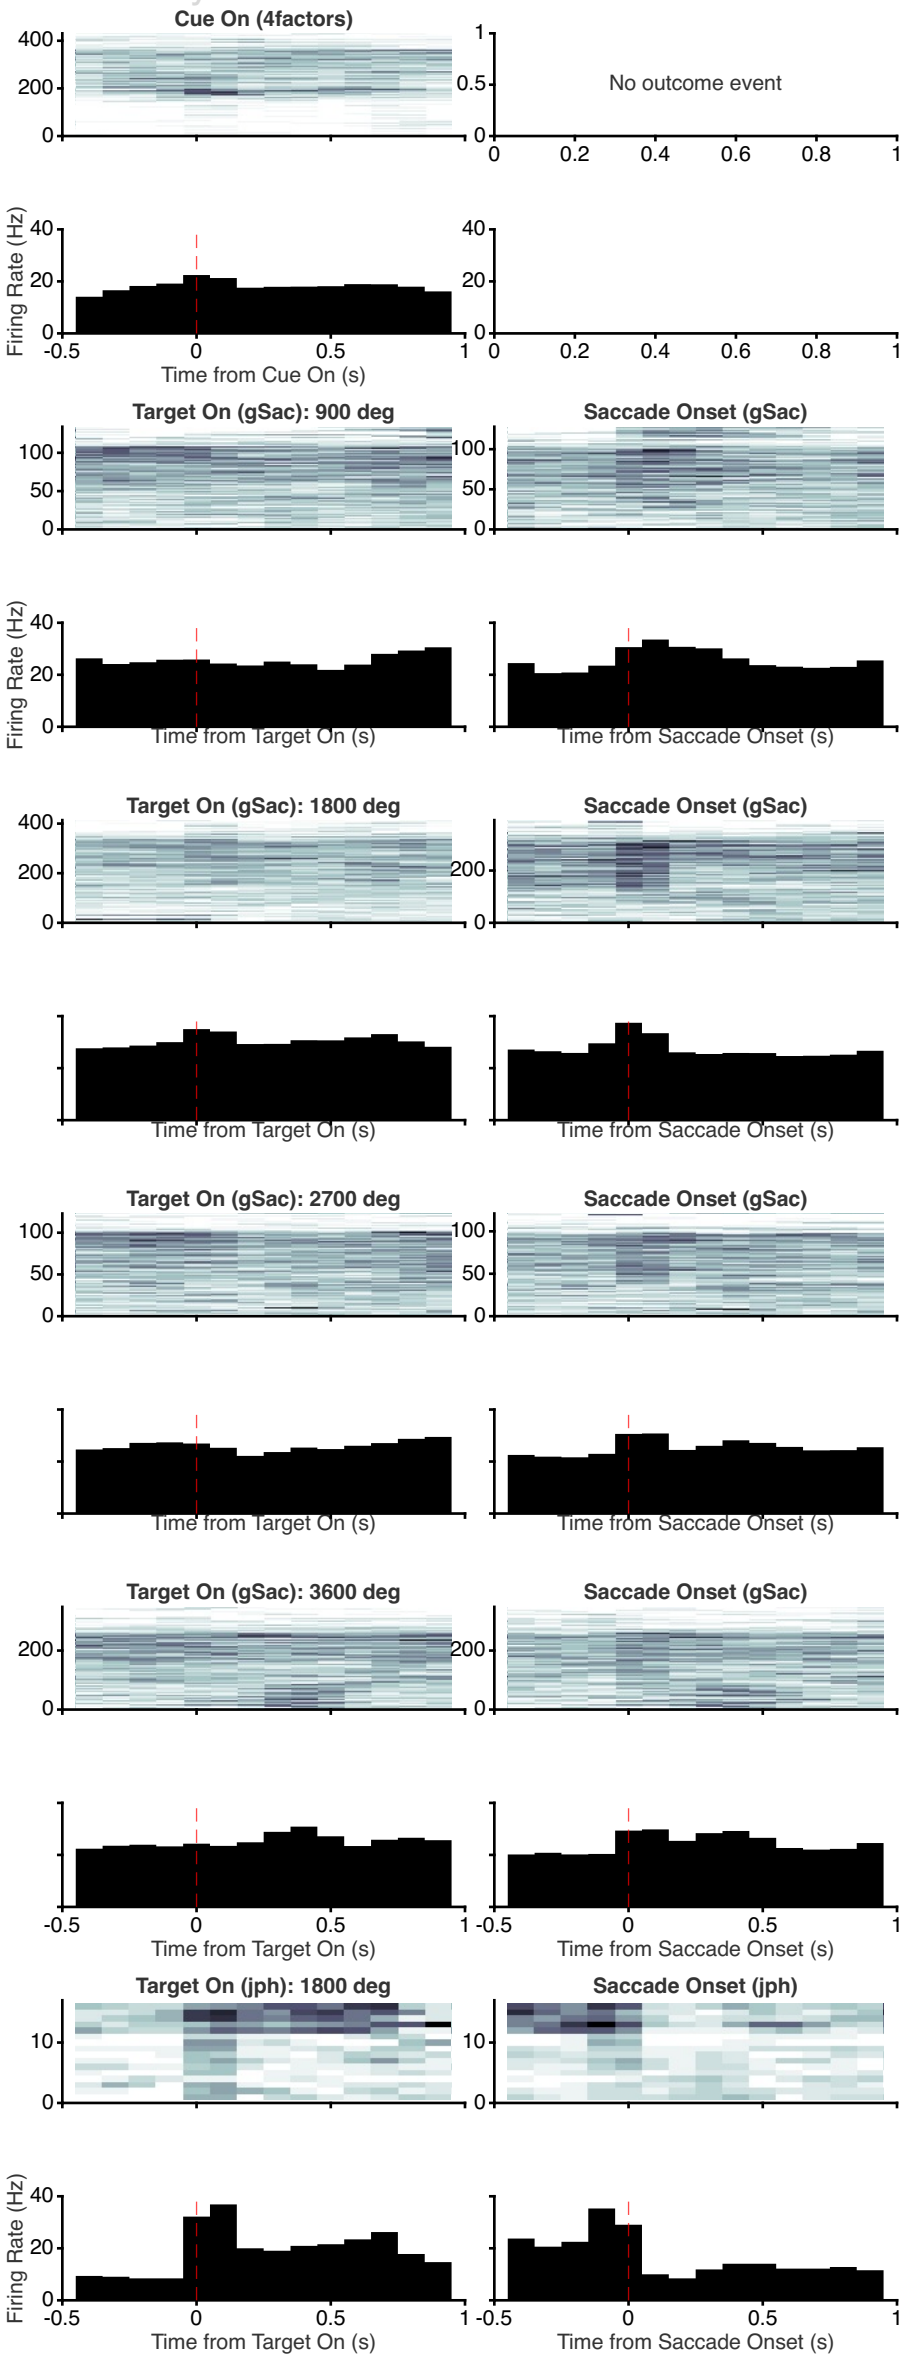 Cue On (4factors)
400
200
0
1
0.5
0
No outcome event
0 0.2 0.4 0.6 0.8 1
Firing Rate (Hz)
40
20
0
-0.5 0 0.5 1
Time from Cue On (s)
40
20
0
0 0.2 0.4 0.6 0.8 1
Target On (gSac): 900 deg
100
50
0
Saccade Onset (gSac)
100
50
0
Firing Rate (Hz)
40
20
0
Time from Target On (s)
Time from Saccade Onset (s)
Target On (gSac): 1800 deg
400
200
0
Saccade Onset (gSac)
200
0
Time from Target On (s)
Time from Saccade Onset (s)
Target On (gSac): 2700 deg
100
50
0
Saccade Onset (gSac)
100
50
0
Time from Target On (s)
Time from Saccade Onset (s)
Target On (gSac): 3600 deg
200
0
Saccade Onset (gSac)
200
0
-0.5 0 0.5 1
Time from Target On (s)
-0.5 0 0.5 1
Time from Saccade Onset (s)
Target On (jph): 1800 deg
10
0
Saccade Onset (jph)
10
0
Firing Rate (Hz)
40
20
0
-0.5 0 0.5 1
Time from Target On (s)
-0.5 0 0.5 1
Time from Saccade Onset (s)